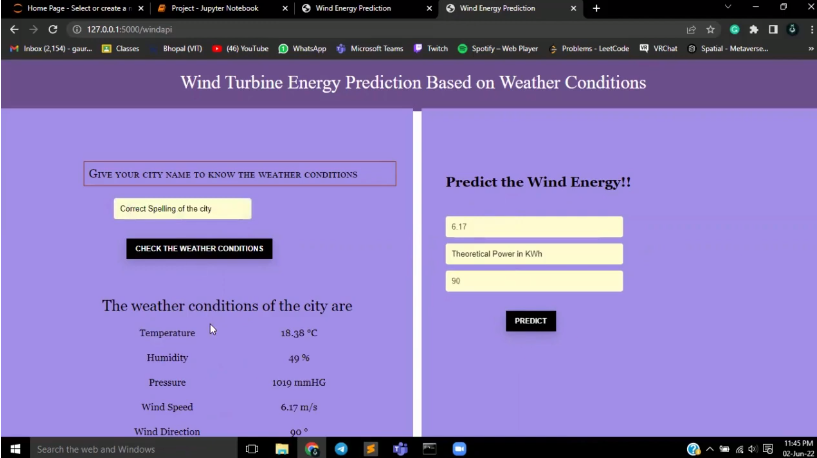 Home Page - Select or create a n
Project - Jupyter Notebook
Wind Energy Prediction
Wind Energy Prediction
127.0.0.1:5000/windapi
Inbox (2,154) - gaur...
Classes
Bhopal (VIT)
(46) YouTube
WhatsApp
Microsoft Teams
Twitch
Spotify – Web Player
Problems - LeetCode
VRChat
Spatial - Metaverse...
Wind Turbine Energy Prediction Based on Weather Conditions
GIVE YOUR CITY NAME TO KNOW THE WEATHER CONDITIONS
Correct Spelling of the city
CHECK THE WEATHER CONDITIONS
The weather conditions of the city are
Temperature 18.38 °C
Humidity 49 %
Pressure 1019 mmHG
Wind Speed 6.17 m/s
Wind Direction 90 °
Predict the Wind Energy!!
6.17
Theoretical Power in KWh
90
PREDICT
Search the web and Windows
11:45 PM
02-Jun-22